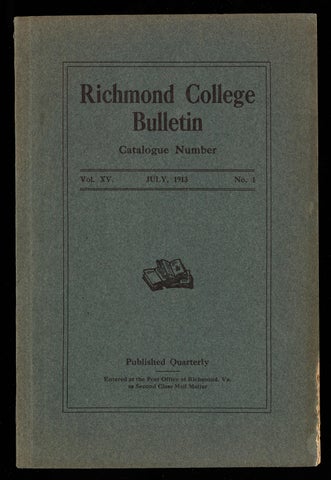 Richmond College
Bulletin
Catalogue Number
Vol. XV. JULY, 1913 No. 1
Published Quarterly
Entered at the Post Office at Richmond, Va.
as Second Class Mail Matter